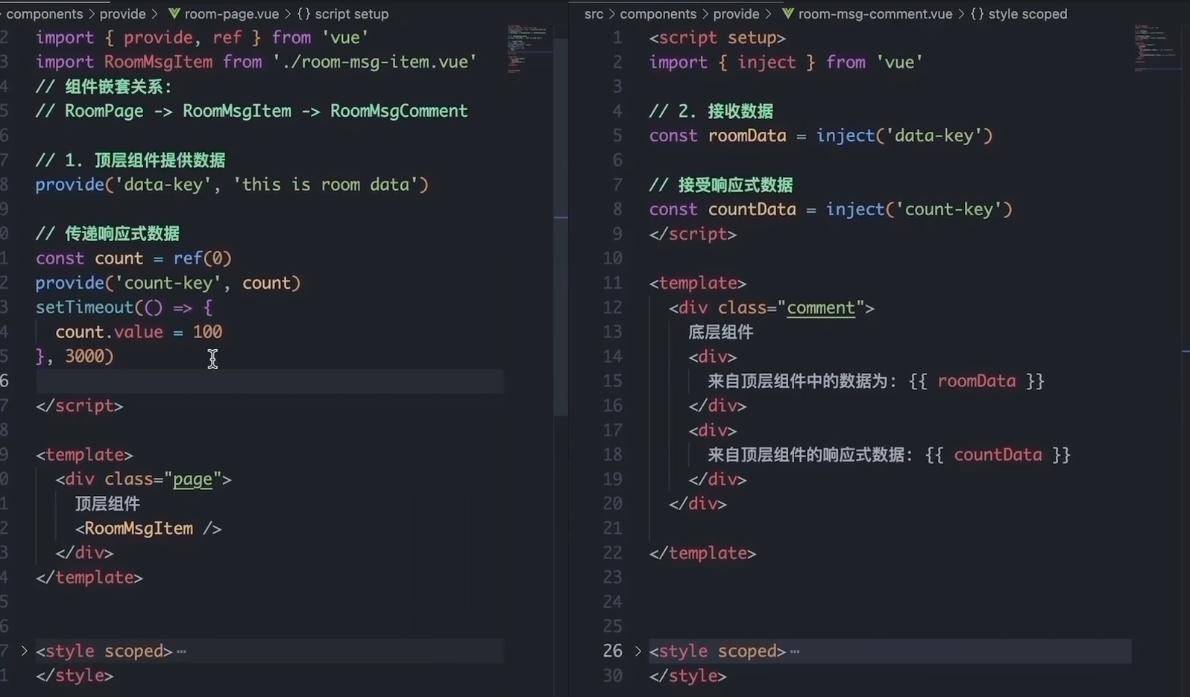 components > provide > room-page.vue > {} script setup
2 import { provide, ref } from 'vue'
3 import RoomMsgItem from './room-msg-item.vue'
4 // 组件嵌套关系:
5 // RoomPage -> RoomMsgItem -> RoomMsgComment
6
7 // 1. 顶层组件提供数据
8 provide('data-key', 'this is room data')
9
0 // 传递响应式数据
1 const count = ref(0)
2 provide('count-key', count)
3 setTimeout(() => {
4 count.value = 100
5 }, 3000)
6
7 </script>
8
9 <template>
0 <div class="page">
1 顶层组件
2 <RoomMsgItem />
3 </div>
4 </template>
5
6
7 > <style scoped>⋯
1 </style>
src > components > provide > room-msg-comment.vue > {} style scoped
1 <script setup>
2 import { inject } from 'vue'
3
4 // 2. 接收数据
5 const roomData = inject('data-key')
6
7 // 接受响应式数据
8 const countData = inject('count-key')
9 </script>
10
11 <template>
12 <div class="comment">
13 底层组件
14 <div>
15 来自顶层组件中的数据为: {{ roomData }}
16 </div>
17 <div>
18 来自顶层组件的响应式数据: {{ countData }}
19 </div>
20 </div>
21
22 </template>
23
24
25
26 > <style scoped>⋯
30 </style>